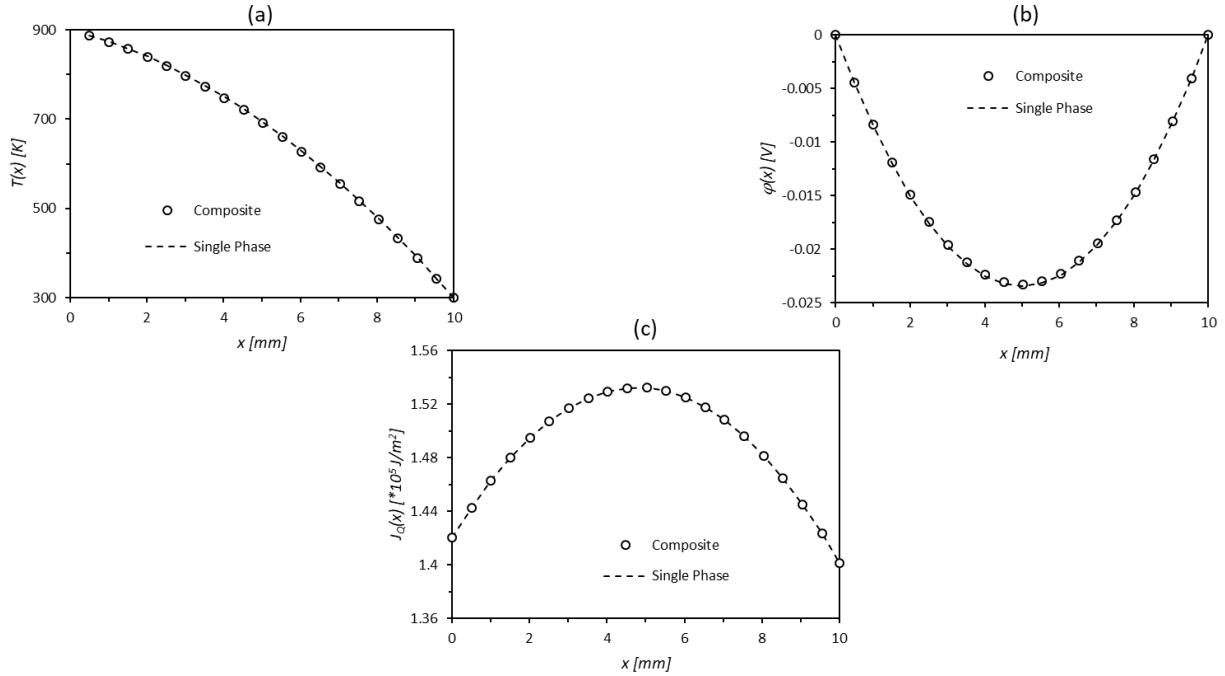 (a)
900
700
500
300
T(x) [K]
Composite
Single Phase
0 2 4 6 8 10
x [mm]
(b)
0
-0.005
-0.01
-0.015
-0.02
-0.025
φ(x) [V]
Composite
Single Phase
0 2 4 6 8 10
x [mm]
(c)
1.56
1.52
1.48
1.44
1.4
1.36
J_Q(x) [*10⁵ J/m²]
Composite
Single Phase
0 2 4 6 8 10
x [mm]